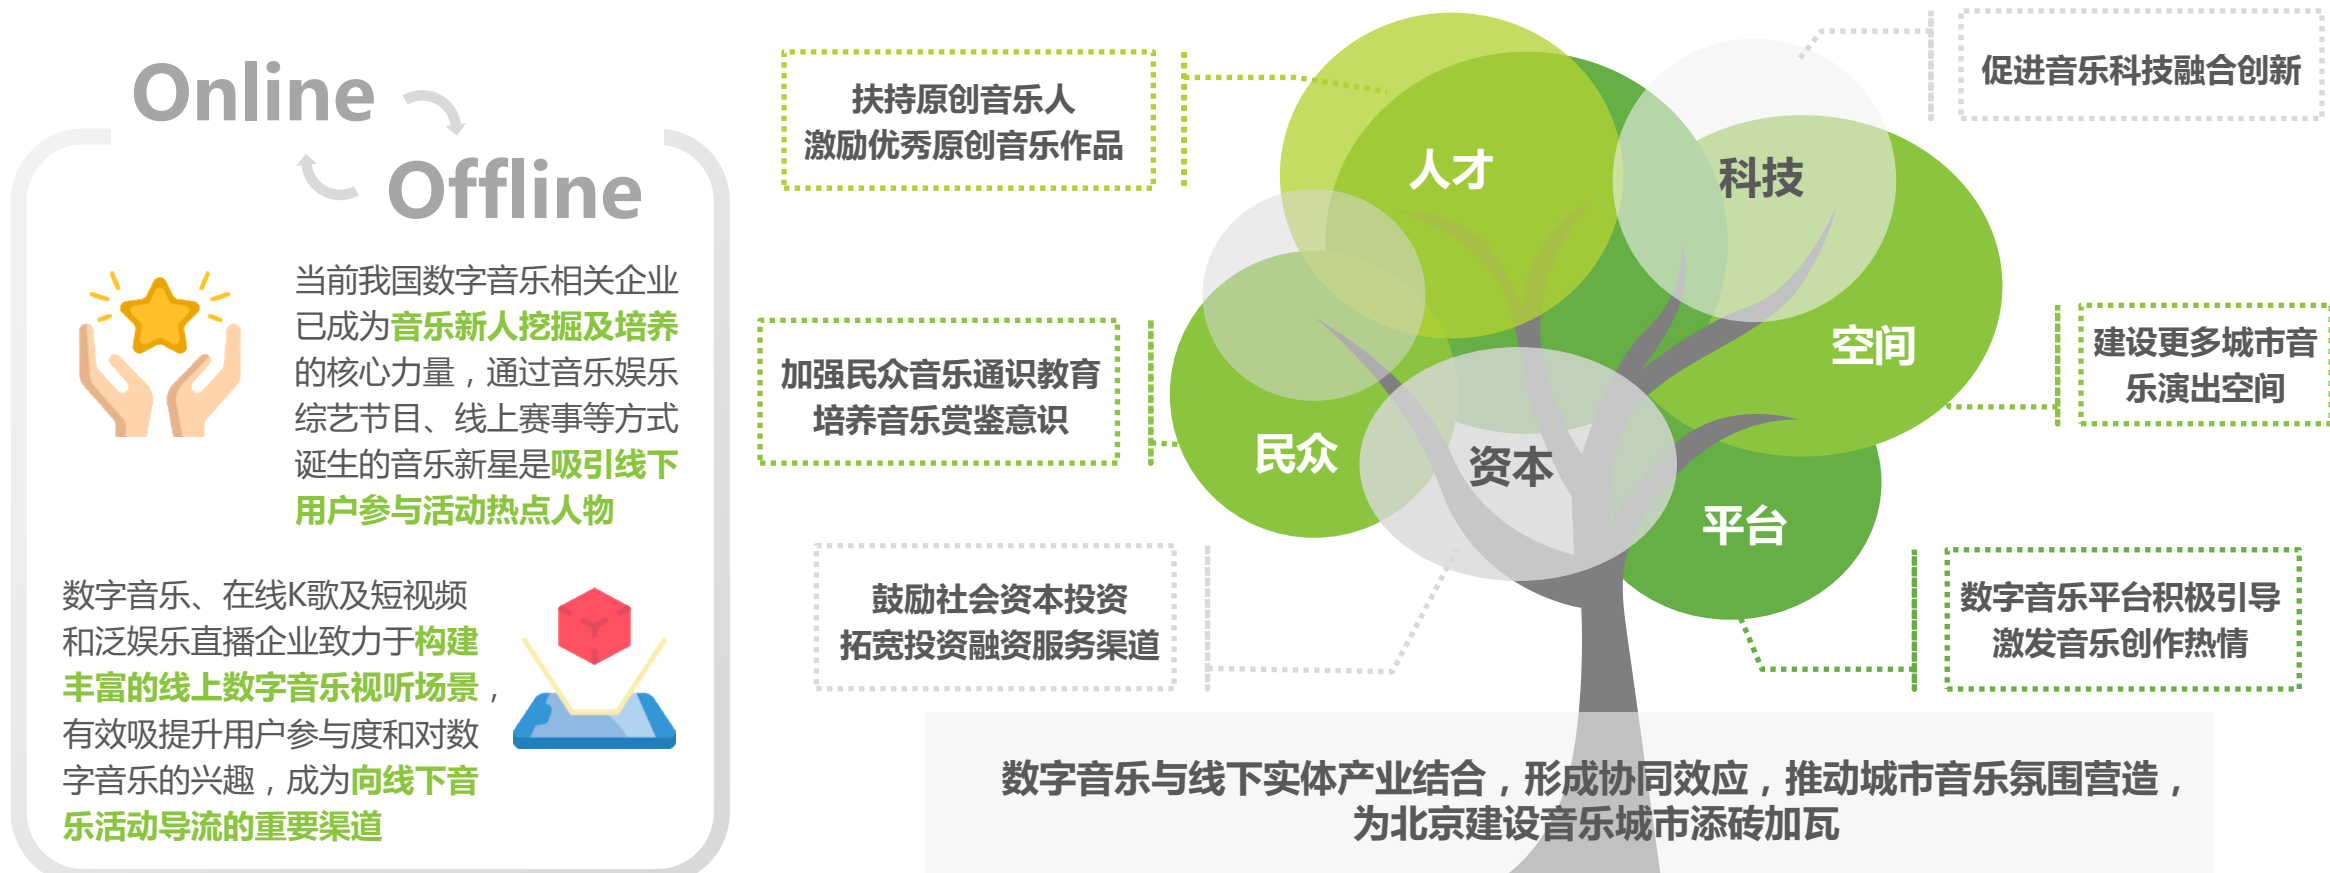 Online
Offline
当前我国数字音乐相关企业
已成为音乐新人挖掘及培养
的核心力量，通过音乐娱乐
综艺节目、线上赛事等方式
诞生的音乐新星是吸引线下
用户参与活动热点人物
数字音乐、在线K歌及短视频
和泛娱乐直播企业致力于构建
丰富的线上数字音乐视听场景，
有效吸提升用户参与度和对数
字音乐的兴趣，成为向线下音
乐活动导流的重要渠道
扶持原创音乐人
激励优秀原创音乐作品
加强民众音乐通识教育
培养音乐赏鉴意识
鼓励社会资本投资
拓宽投资融资服务渠道
人才
科技
空间
民众
资本
平台
促进音乐科技融合创新
建设更多城市音
乐演出空间
数字音乐平台积极引导
激发音乐创作热情
数字音乐与线下实体产业结合，形成协同效应，推动城市音乐氛围营造，
为北京建设音乐城市添砖加瓦